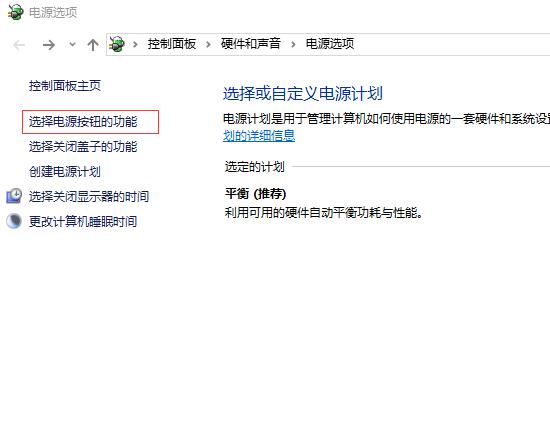 电源选项
控制面板 > 硬件和声音 > 电源选项
控制面板主页
选择电源按钮的功能
选择关闭盖子的功能
创建电源计划
选择关闭显示器的时间
更改计算机睡眠时间
选择或自定义电源计划
电源计划是用于管理计算机如何使用电源的一套硬件和系统设
划的详细信息
选定的计划
平衡 (推荐)
利用可用的硬件自动平衡功耗与性能。